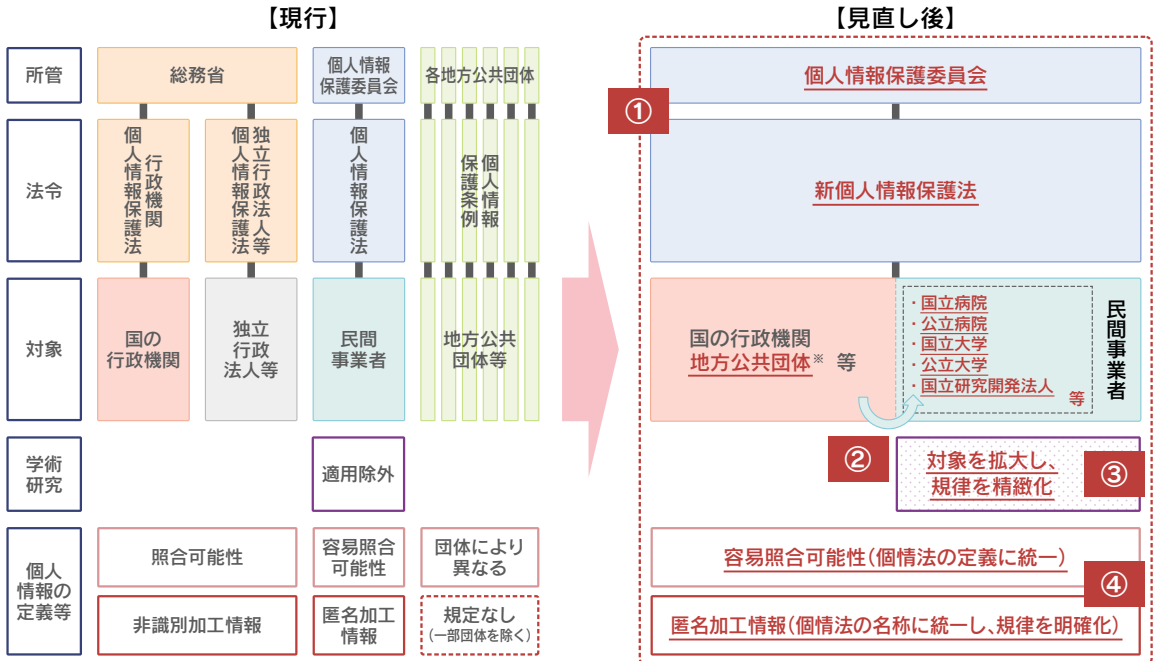 【現行】
【見直し後】
所管
総務省
個人情報
保護委員会
各地方公共団体
個人情報保護委員会
①
法令
行政機関
個人情報保護法
独立行政法人等
個人情報保護法
個人情報保護法
個人情報
保護条例
新個人情報保護法
対象
国の
行政機関
独立
行政
法人等
民間
事業者
地方公共
団体等
国の行政機関
地方公共団体※ 等
・国立病院
・公立病院
・国立大学
・公立大学
・国立研究開発法人
等
民間事業者
②
学術
研究
適用除外
対象を拡大し、
規律を精緻化
③
個人
情報の
定義等
照合可能性
容易照合
可能性
団体により
異なる
容易照合可能性(個情法の定義に統一)
④
非識別加工情報
匿名加工
情報
規定なし
(一部団体を除く)
匿名加工情報(個情法の名称に統一し、規律を明確化)